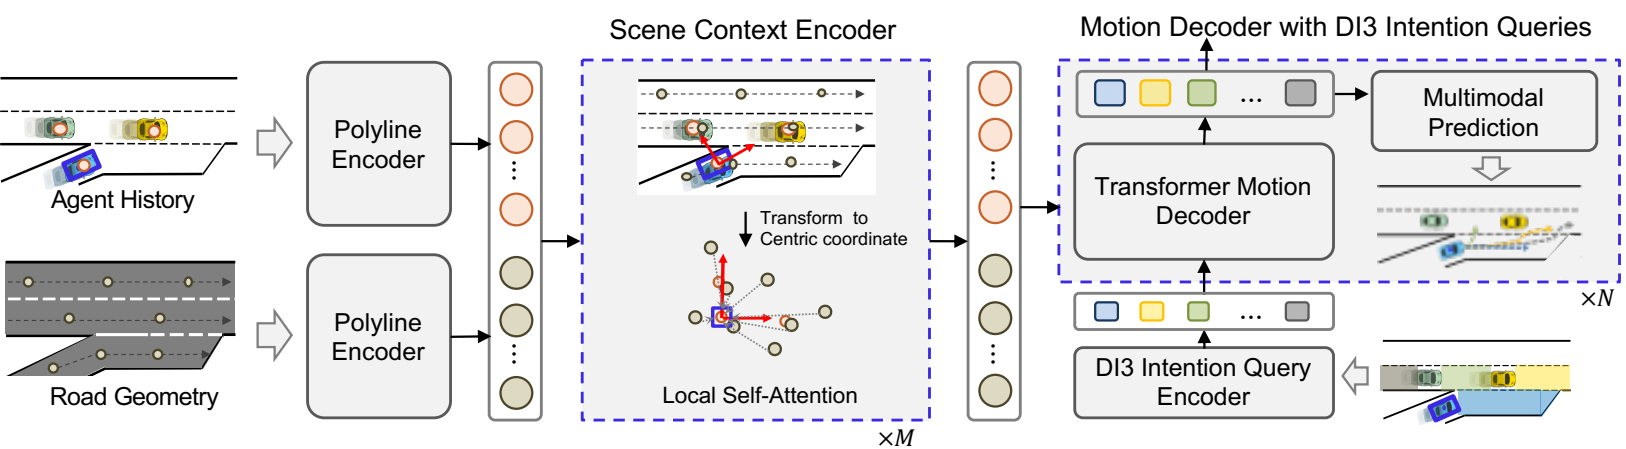 Scene Context Encoder
Motion Decoder with DI3 Intention Queries
Agent History
Road Geometry
Polyline
Encoder
Polyline
Encoder
Transform to
Centric coordinate
Local Self-Attention
×M
...
Multimodal
Prediction
Transformer Motion
Decoder
×N
...
DI3 Intention Query
Encoder